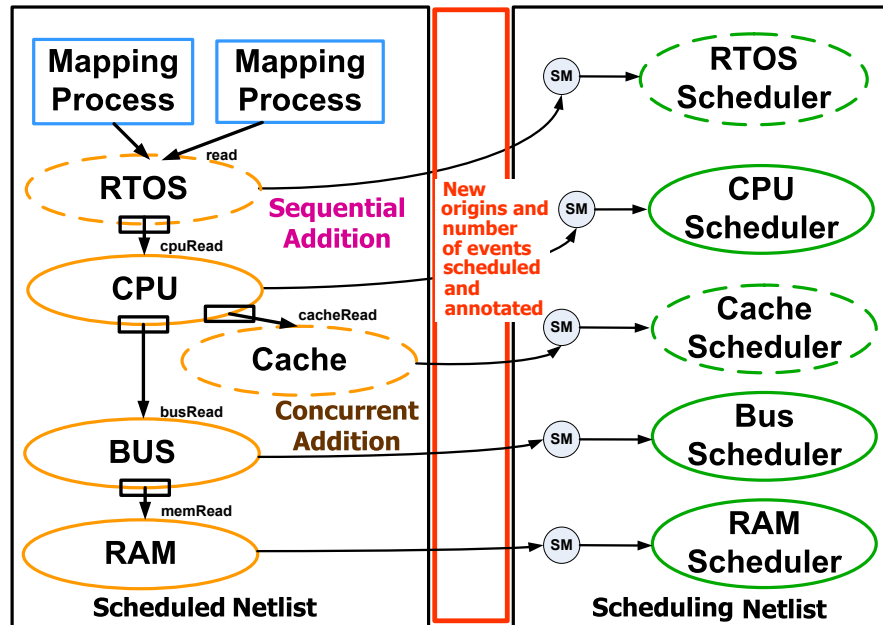 Mapping
Process
Mapping
Process
read
RTOS
Sequential
Addition
cpuRead
CPU
cacheRead
Cache
Concurrent
Addition
busRead
BUS
memRead
RAM
Scheduled Netlist
New
origins and
number
of events
scheduled
and
annotated
SM
RTOS
Scheduler
SM
CPU
Scheduler
SM
Cache
Scheduler
SM
Bus
Scheduler
SM
RAM
Scheduler
Scheduling Netlist